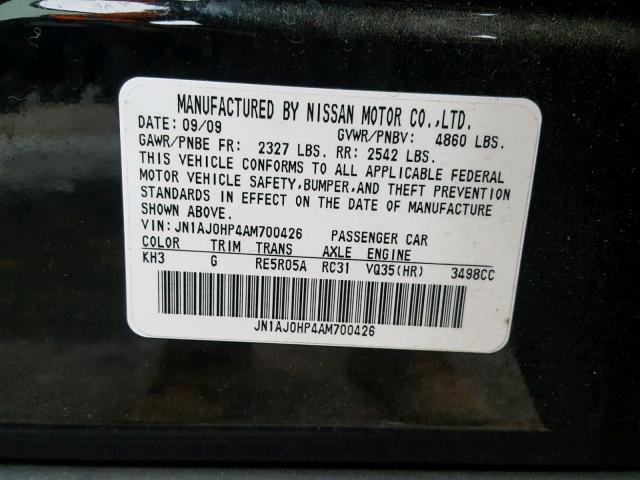 MANUFACTURED BY NISSAN MOTOR CO.,LTD.
DATE: 09/09 GVWR/PNBV: 4860 LBS.
GAWR/PNBE FR: 2327 LBS. RR: 2542 LBS.
THIS VEHICLE CONFORMS TO ALL APPLICABLE FEDERAL
MOTOR VEHICLE SAFETY,BUMPER,AND THEFT PREVENTION
STANDARDS IN EFFECT ON THE DATE OF MANUFACTURE
SHOWN ABOVE.
VIN: JN1AJ0HP4AM700426 PASSENGER CAR
COLOR TRIM TRANS AXLE ENGINE
KH3 G RE5R05A RC31 VQ35(HR) 3498CC
JN1AJ0HP4AM700426